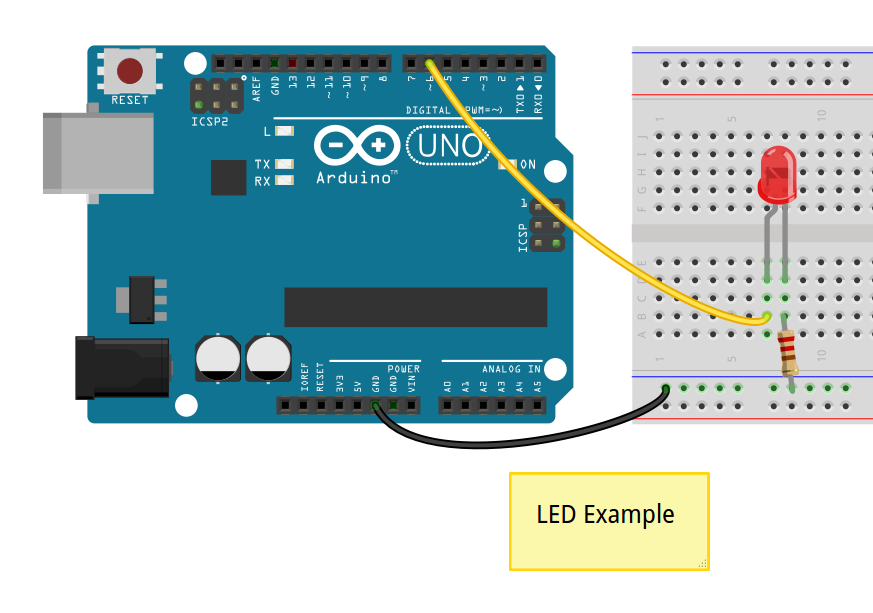 RESET
ICSP2
AREF
GND
13
12
~11
~10
~9
8
7
~6
5
4
~3
2
TX0 ▶ 1
RX0 ◀ 0
DIGITAL (PWM=~)
L
TX
RX
UNO
ON
Arduino™
1
ICSP
POWER
ANALOG IN
IOREF
RESET
3V3
5V
GND
GND
VIN
A0
A1
A2
A3
A4
A5
1 5 10
J
I
H
G
F
E
D
C
B
A
1 5 10
LED Example